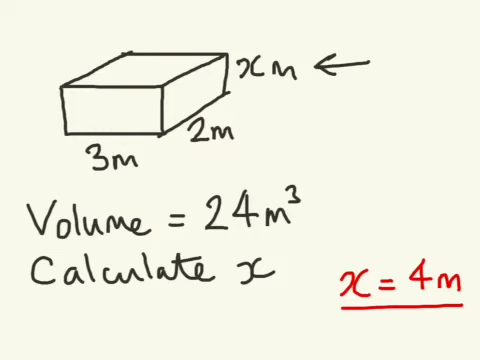 x m
2m
3m
Volume = 24m³
Calculate x
x = 4m